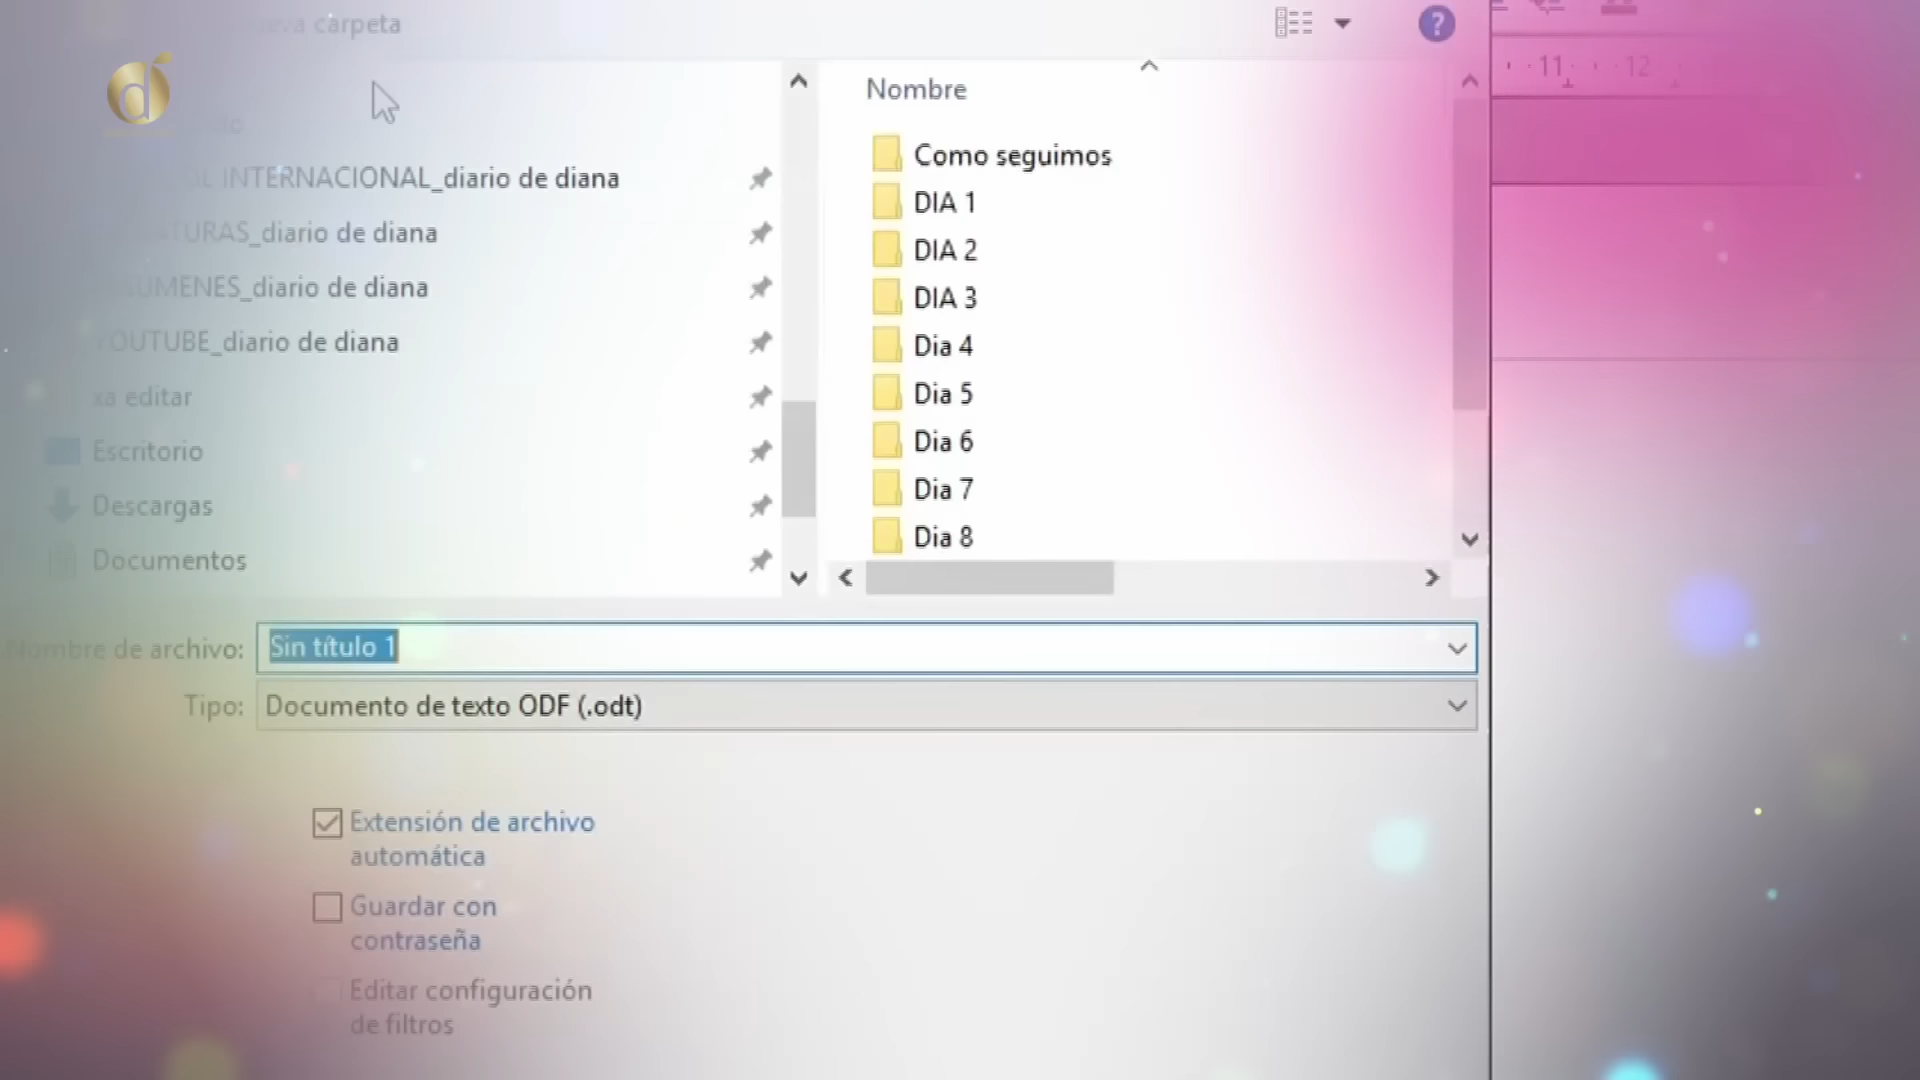 carpeta
?
11 12
d
Nombre
INTERNACIONAL_diario de diana
Como seguimos
DIA 1
TURAS_diario de diana
DIA 2
UMENES_diario de diana
DIA 3
YOUTUBE_diario de diana
Dia 4
xa editar
Dia 5
Escritorio
Dia 6
Descargas
Dia 7
Documentos
Dia 8
Nombre de archivo: Sin título 1
Tipo: Documento de texto ODF (.odt)
Extensión de archivo
automática
Guardar con
contraseña
Editar configuración
de filtros